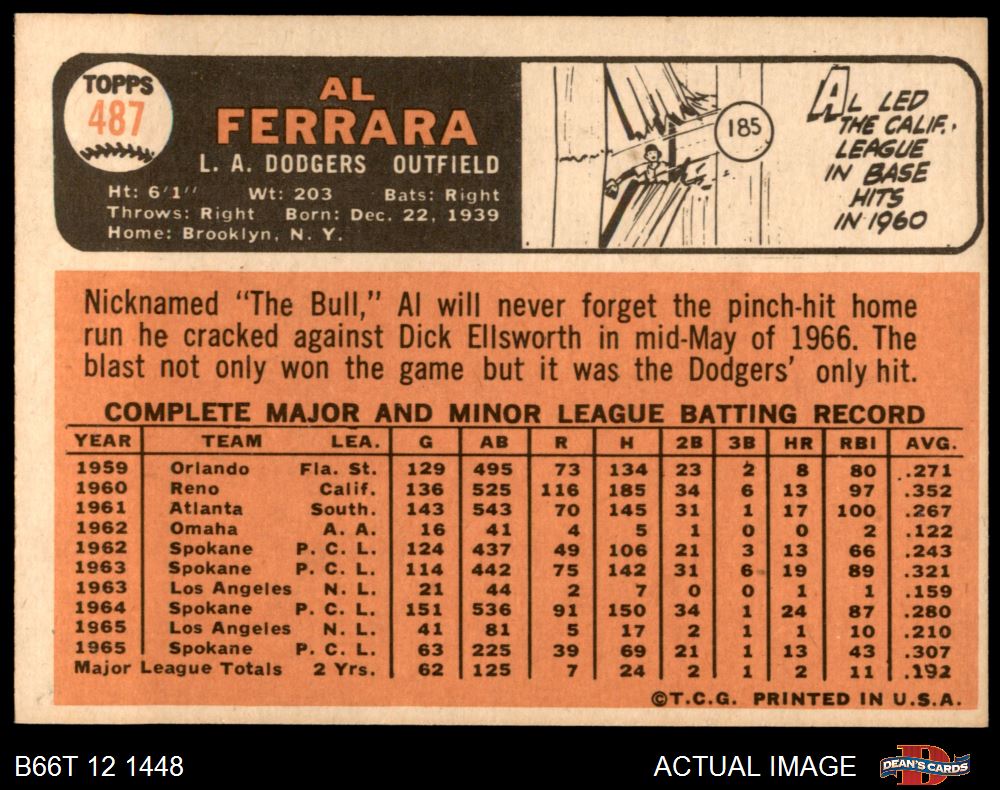 TOPPS
487
AL
FERRARA
L. A. DODGERS OUTFIELD
Ht: 6'1" Wt: 203 Bats: Right
Throws: Right Born: Dec. 22, 1939
Home: Brooklyn, N. Y.
185
AL LED
THE CALIF.
LEAGUE
IN BASE
HITS
IN 1960
Nicknamed "The Bull," Al will never forget the pinch-hit home
run he cracked against Dick Ellsworth in mid-May of 1966. The
blast not only won the game but it was the Dodgers' only hit.
COMPLETE MAJOR AND MINOR LEAGUE BATTING RECORD
YEAR TEAM LEA. G AB R H 2B 3B HR RBI AVG.
1959 Orlando Fla. St. 129 495 73 134 23 2 8 80 .271
1960 Reno Calif. 136 525 116 185 34 6 13 97 .352
1961 Atlanta South. 143 543 70 145 31 1 17 100 .267
1962 Omaha A. A. 16 41 4 5 1 0 0 2 .122
1962 Spokane P. C. L. 124 437 49 106 21 3 13 66 .243
1963 Spokane P. C. L. 114 442 75 142 31 6 19 89 .321
1963 Los Angeles N. L. 21 44 2 7 0 0 1 1 .159
1964 Spokane P. C. L. 151 536 91 150 34 1 24 87 .280
1965 Los Angeles N. L. 41 81 5 17 2 1 1 10 .210
1965 Spokane P. C. L. 63 225 39 69 21 1 13 43 .307
Major League Totals 2 Yrs. 62 125 7 24 2 1 2 11 .192
©T.C.G. PRINTED IN U.S.A.
B66T 12 1448
ACTUAL IMAGE
DEAN'S CARDS